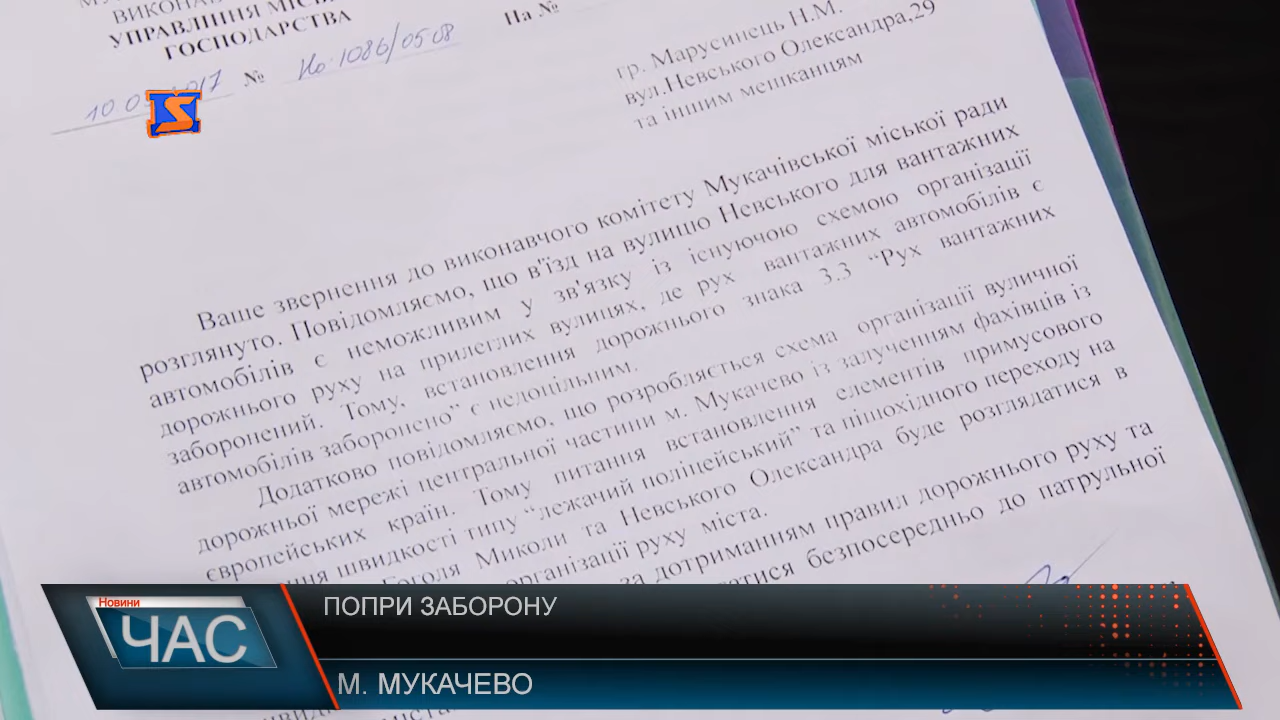 ВИКОНАВ
УПРАВЛІННЯ МІСЬ
ГОСПОДАРСТВА
На №
№ 1086/05 08
гр. Марусинець Н.М.
вул.Невського Олександра,29
та іншим мешканцям
Ваше звернення до виконавчого комітету Мукачівської міської ради
розглянуто. Повідомляємо, що в'їзд на вулицю Невського для вантажних
автомобілів є неможливим у зв'язку із існуючою схемою організації
дорожнього руху на прилеглих вулицях, де рух вантажних автомобілів є
заборонений. Тому, встановлення дорожнього знака 3.3 “Рух вантажних
автомобілів заборонено” є недоцільним.
Додатково повідомляємо, що розробляється схема організації вуличної
дорожньої мережі центральної частини м. Мукачево із залученням фахівців із
європейських країн. Тому питання встановлення елементів примусового
ння швидкості типу “лежачий поліцейський” та пішохідного переходу на
Гоголя Миколи та Невського Олександра буде розглядатися в
організації руху міста.
за дотриманням правил дорожнього руху та
тися безпосередньо до патрульної
Новини
ЧАС
ПОПРИ ЗАБОРОНУ
М. МУКАЧЕВО